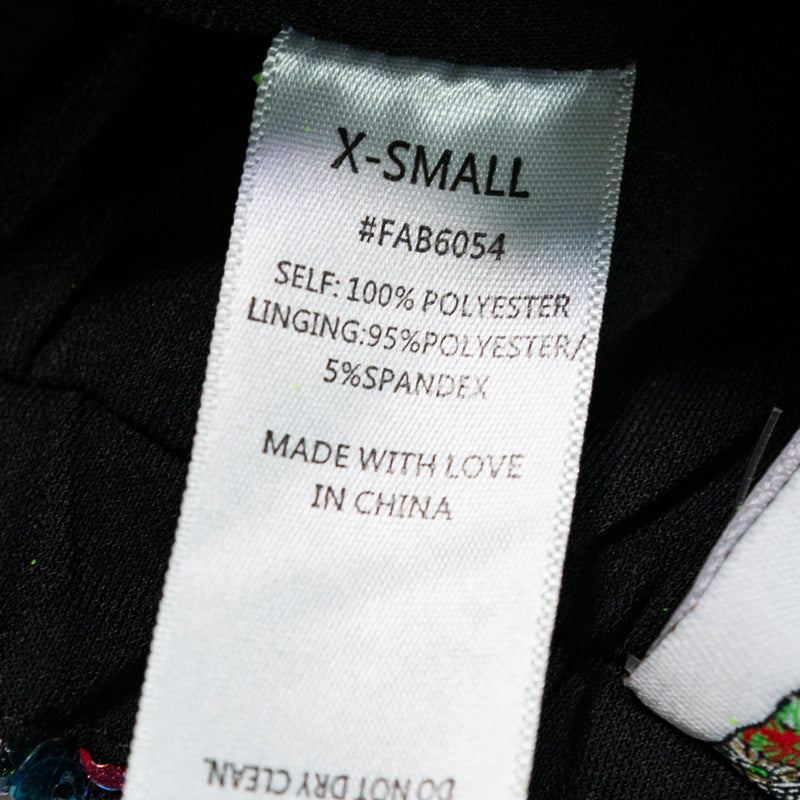 X-SMALL
#FAB6054
SELF: 100% POLYESTER
LINGING:95%POLYESTER/
5%SPANDEX
MADE WITH LOVE
IN CHINA
DO NOT DRY CLEAN.